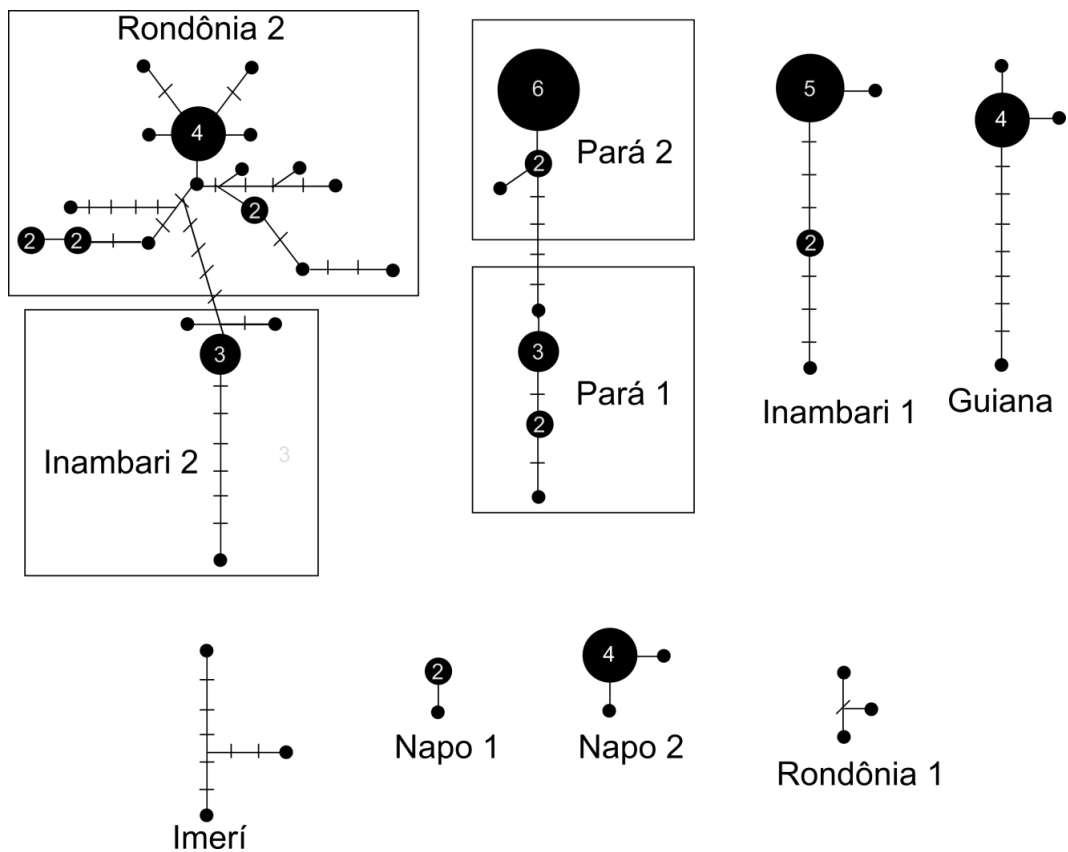 Rondônia 2
4
2
2 2
6
2
Pará 2
5
2
Inambari 1
4
Guiana
3
Inambari 2
3
3
2
Pará 1
Imerí
2
Napo 1
4
Napo 2
Rondônia 1